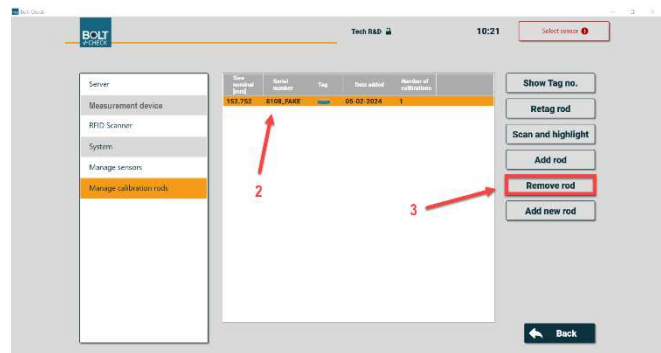 Bolt Check
BOLT
✓-CHECK
Tech R&D
10:21
Select sensor
Server
Measurement device
RFID Scanner
System
Manage sensors
Manage calibration rods
Size nominal [mm]
Serial number
Tag
Date added
Number of calibrations
152,752 8108_FAKE 05-02-2024 1
2
3
Show Tag no.
Retag rod
Scan and highlight
Add rod
Remove rod
Add new rod
Back